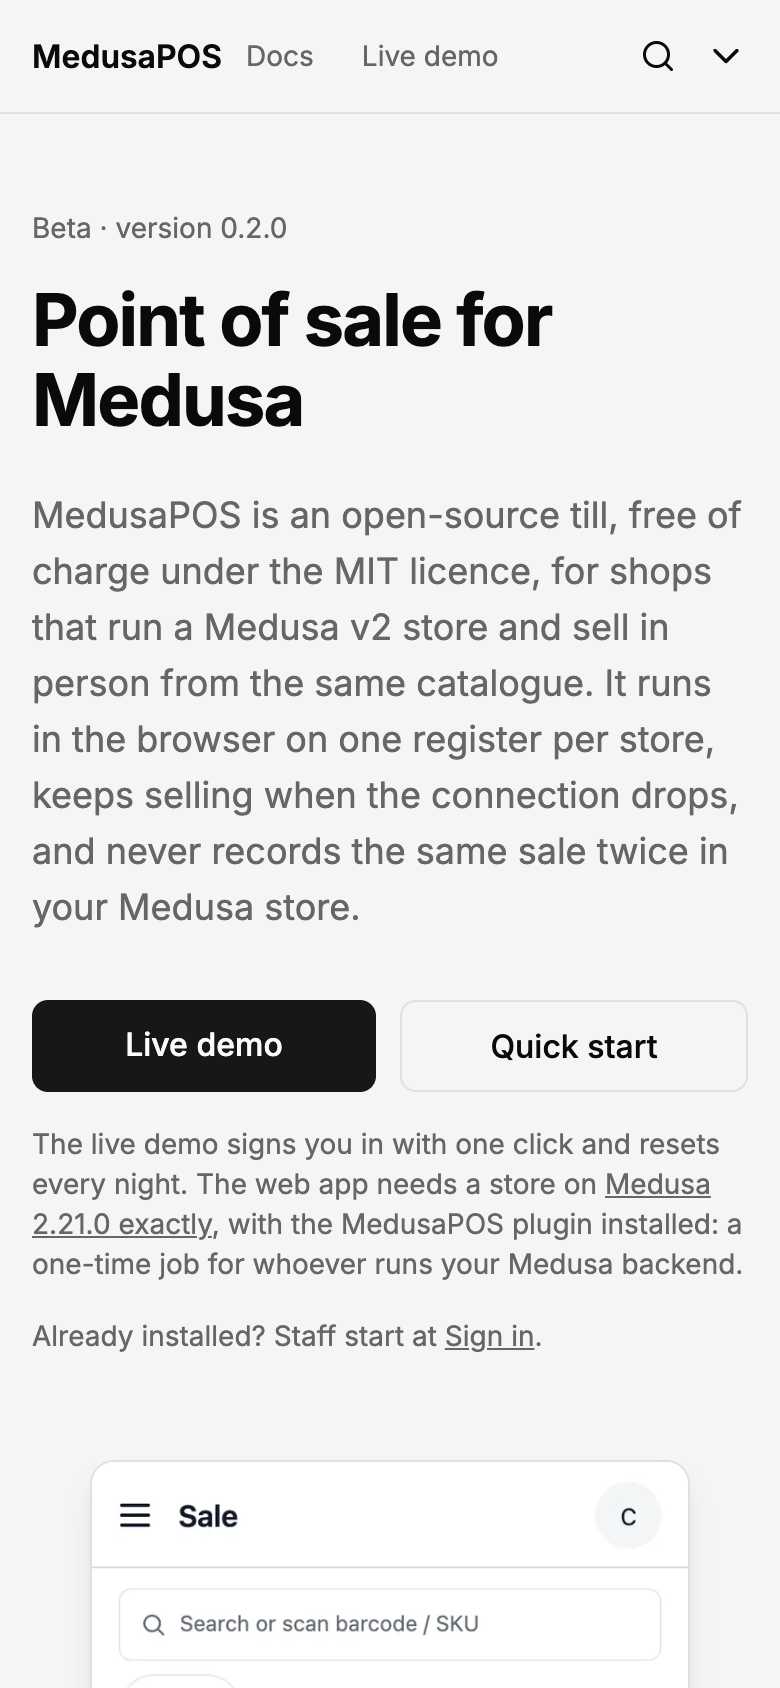 MedusaPOS Docs Live demo
Beta · version 0.2.0
Point of sale for
Medusa
MedusaPOS is an open-source till, free of
charge under the MIT licence, for shops
that run a Medusa v2 store and sell in
person from the same catalogue. It runs
in the browser on one register per store,
keeps selling when the connection drops,
and never records the same sale twice in
your Medusa store.
Live demo Quick start
The live demo signs you in with one click and resets
every night. The web app needs a store on Medusa
2.21.0 exactly, with the MedusaPOS plugin installed: a
one-time job for whoever runs your Medusa backend.
Already installed? Staff start at Sign in.
Sale C
Search or scan barcode / SKU